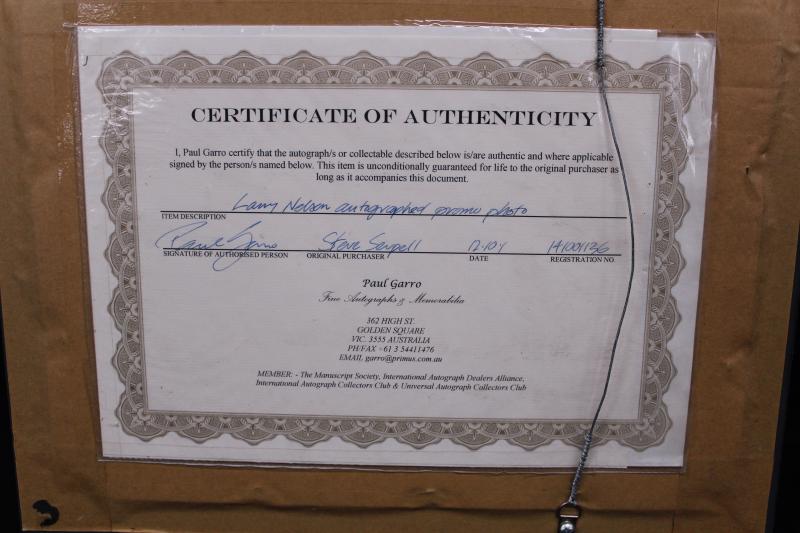 CERTIFICATE OF AUTHENTICITY
I, Paul Garro certify that the autograph/s or collectable described below is/are authentic and where applicable
signed by the person/s named below. This item is unconditionally guaranteed for life to the original purchaser as
long as it accompanies this document.
Larry Nelson autographed promo photo
ITEM DESCRIPTION
Paul Garro Steve
SIGNATURE OF AUTHORISED PERSON ORIGINAL PURCHASER DATE REGISTRATION NO.
Paul Garro
Fine Autographs & Memorabilia
362 HIGH ST.
GOLDEN SQUARE
VIC. 3555 AUSTRALIA
PH/FAX +61 3 54411476
EMAIL garro@primus.com.au
MEMBER: - The Manuscript Society, International Autograph Dealers Alliance,
International Autograph Collectors Club & Universal Autograph Collectors Club